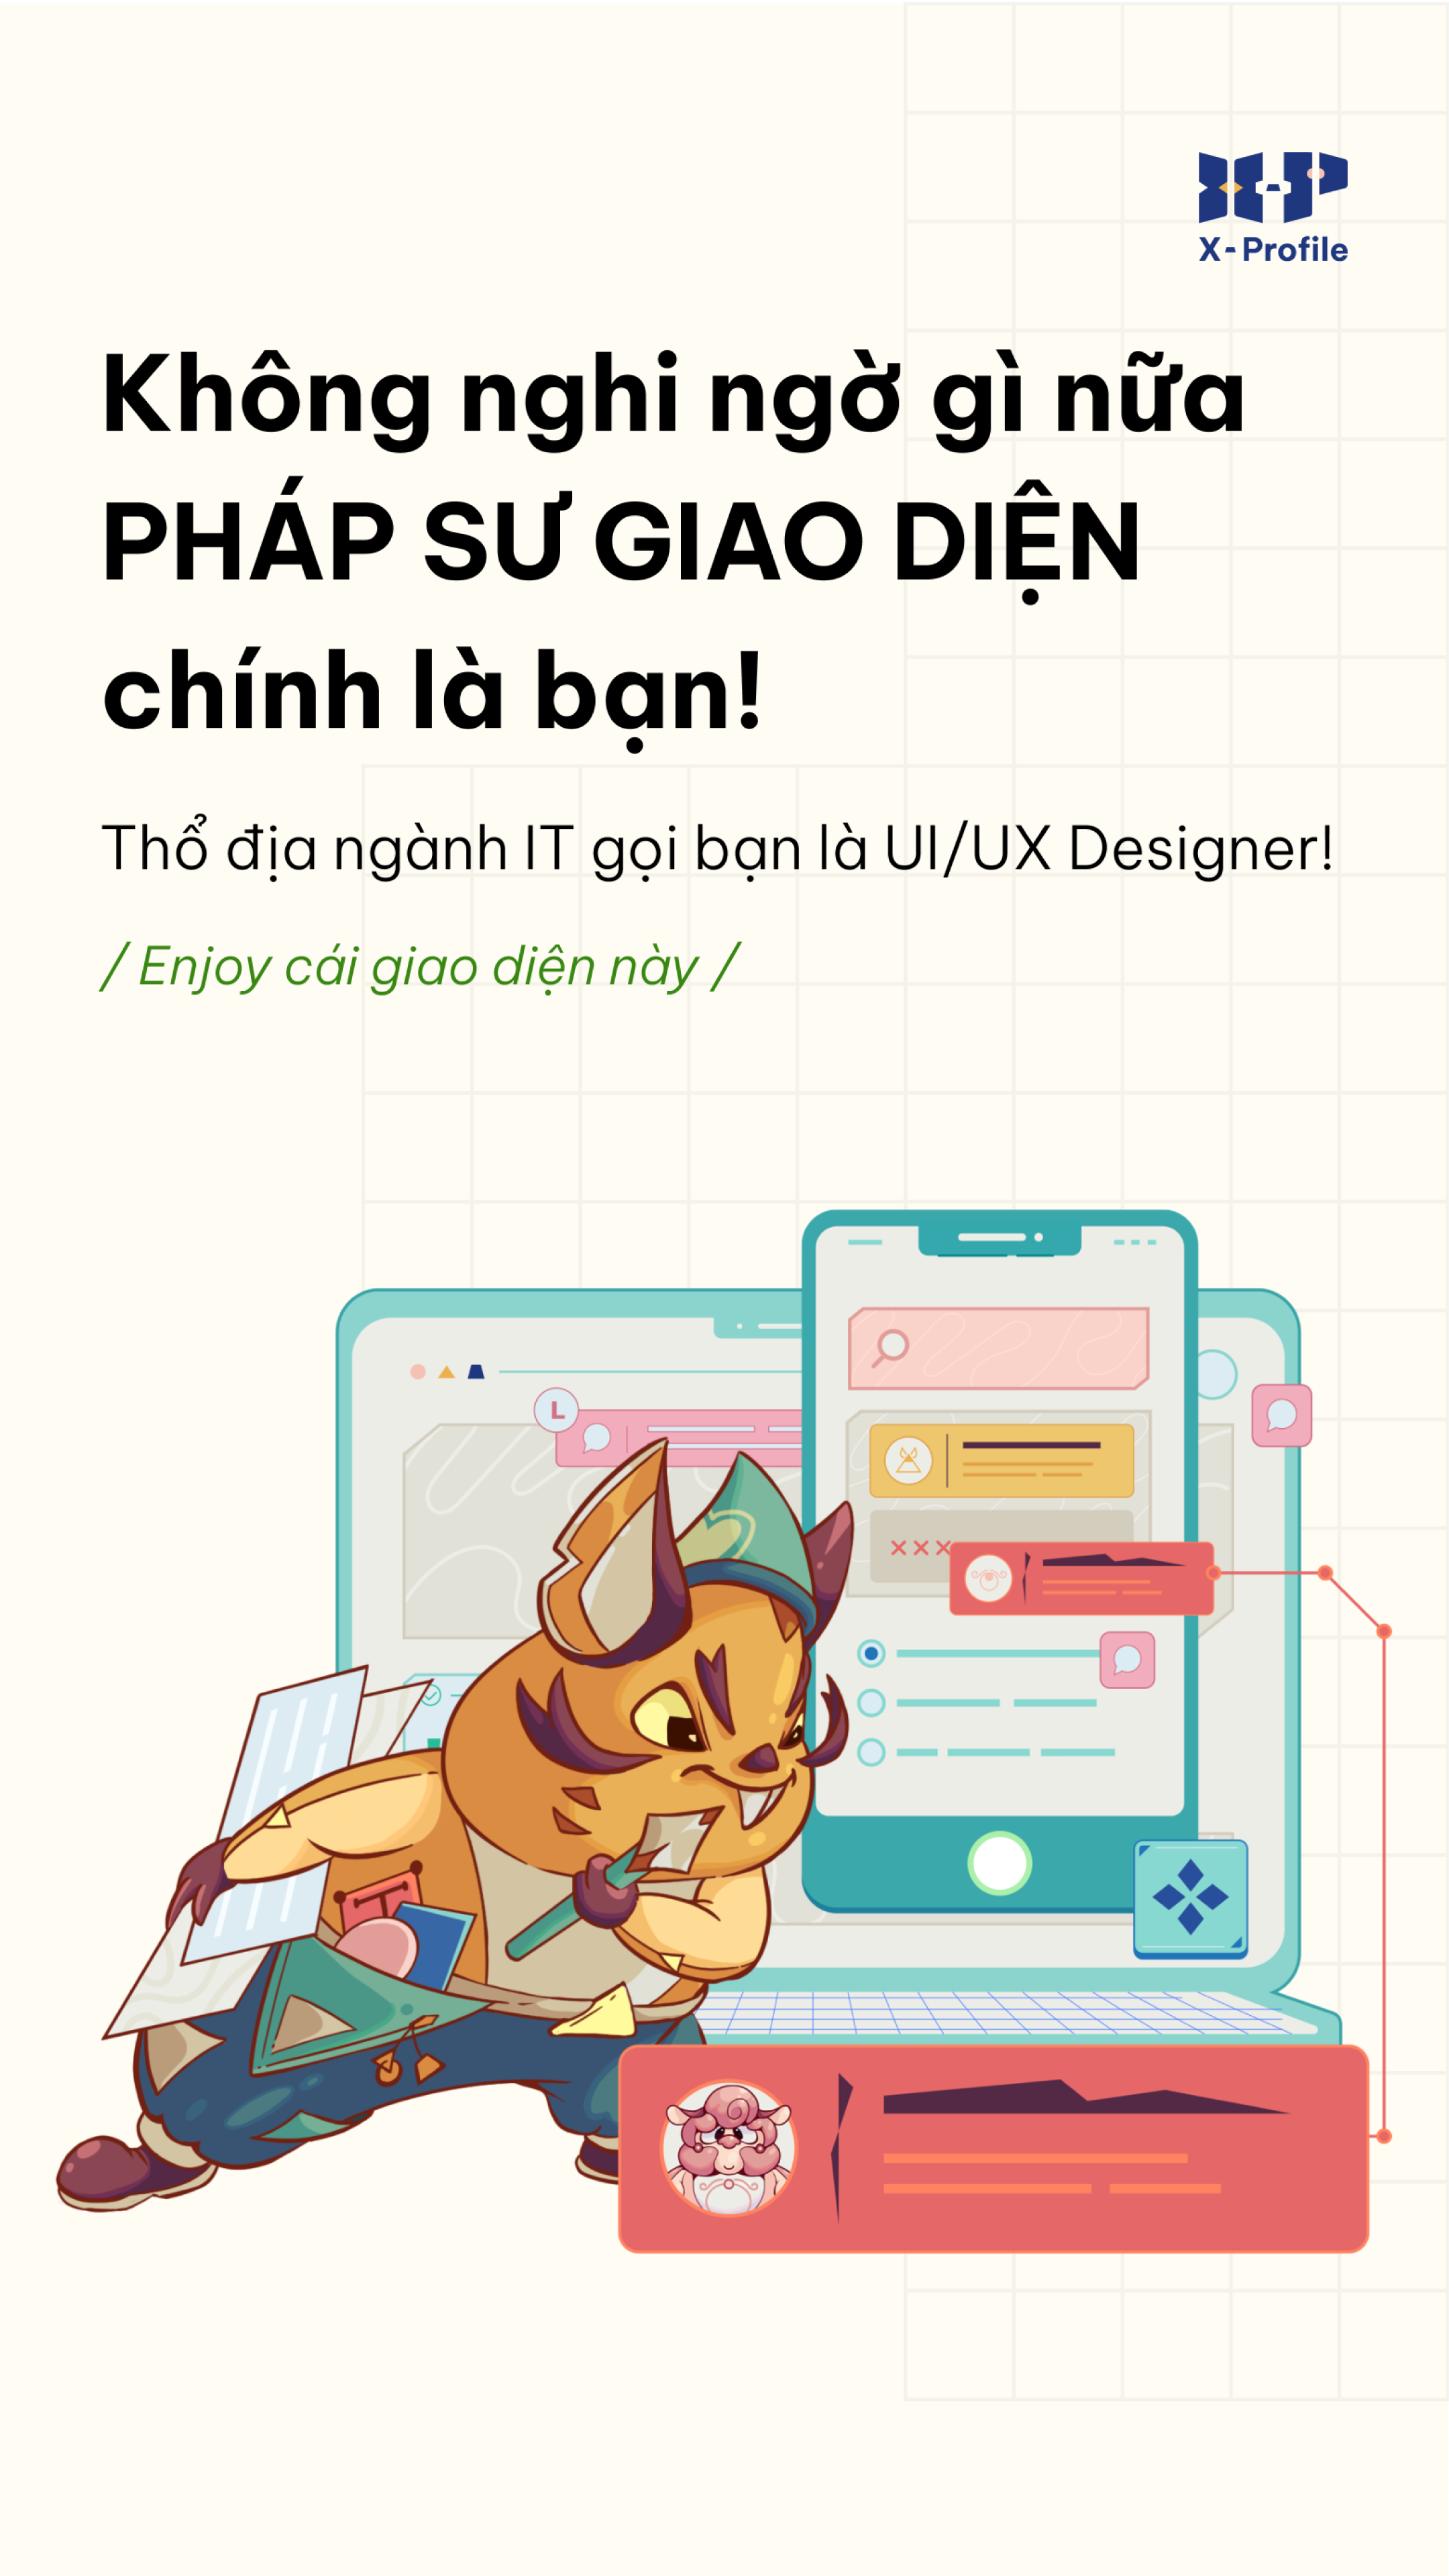 X-P
X-Profile
Không nghi ngờ gì nữa
PHÁP SƯ GIAO DIỆN
chính là bạn!
Thổ địa ngành IT gọi bạn là UI/UX Designer!
/ Enjoy cái giao diện này /
L
T